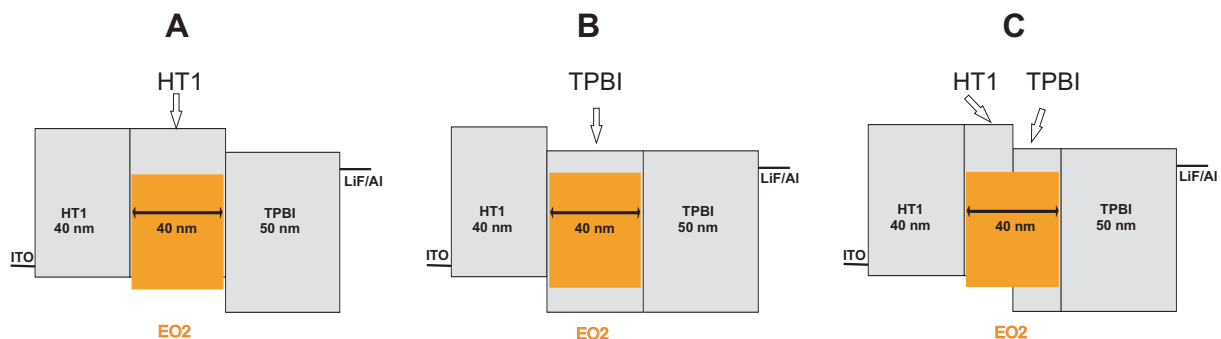 A
HT1
HT1
40 nm
40 nm
TPBI
50 nm
LiF/Al
ITO
EO2
B
TPBI
HT1
40 nm
40 nm
TPBI
50 nm
LiF/Al
ITO
EO2
C
HT1 TPBI
HT1
40 nm
40 nm
TPBI
50 nm
LiF/Al
ITO
EO2